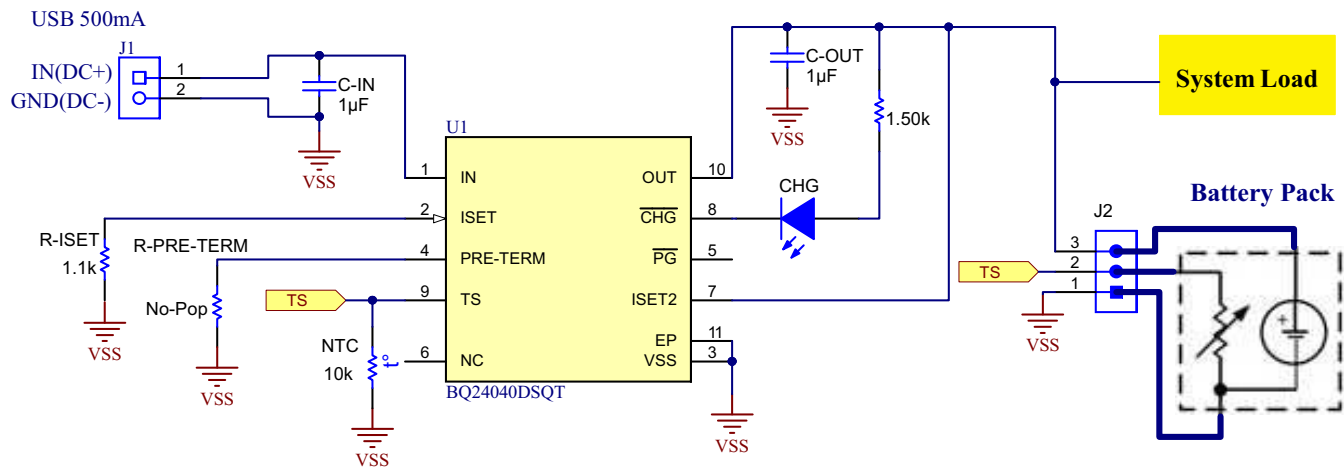 USB 500mA
J1
IN(DC+)
1
GND(DC-)
2
C-IN
1µF
VSS
R-ISET
1.1k
VSS
R-PRE-TERM
No-Pop
VSS
TS
NTC
10k
t°
VSS
U1
1
IN
2
ISET
4
PRE-TERM
9
TS
6
NC
OUT
10
CHG
8
PG
5
ISET2
7
EP
11
VSS
3
BQ24040DSQT
VSS
C-OUT
1µF
VSS
1.50k
CHG
System Load
Battery Pack
J2
3
2
1
TS
VSS
+